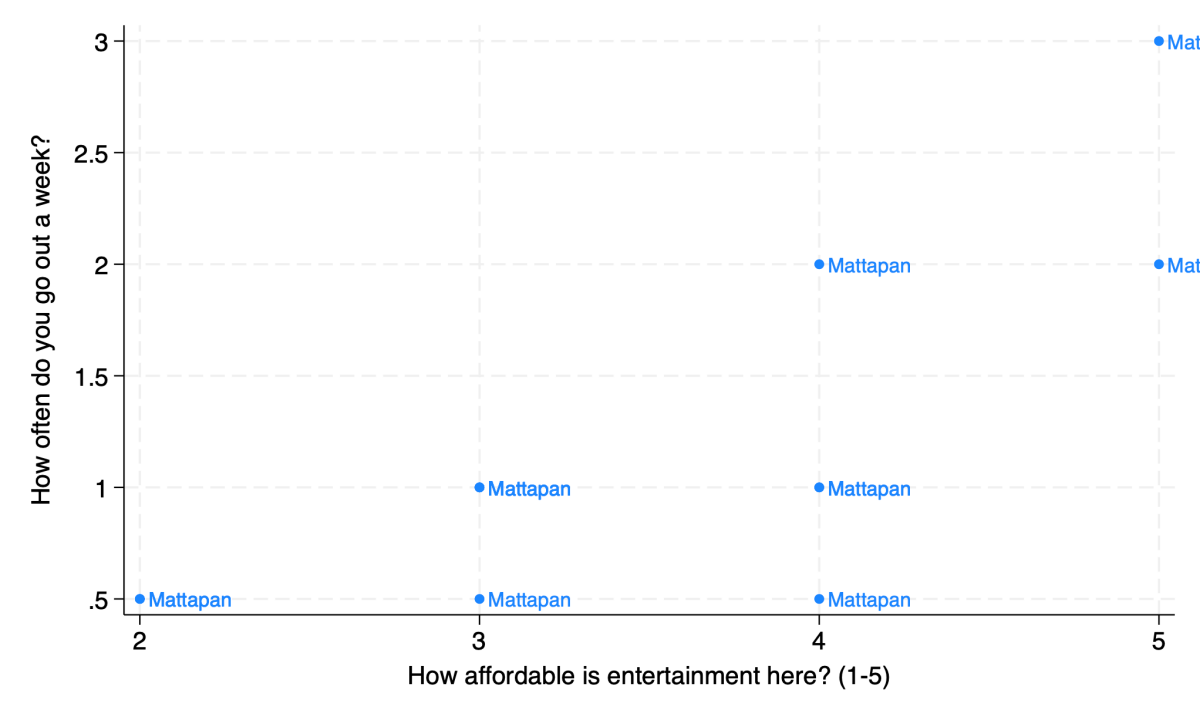 How often do you go out a week?
3
Mat
2.5
2
Mattapan
Mat
1.5
1
Mattapan
Mattapan
.5
Mattapan
Mattapan
Mattapan
2
3
4
5
How affordable is entertainment here? (1-5)